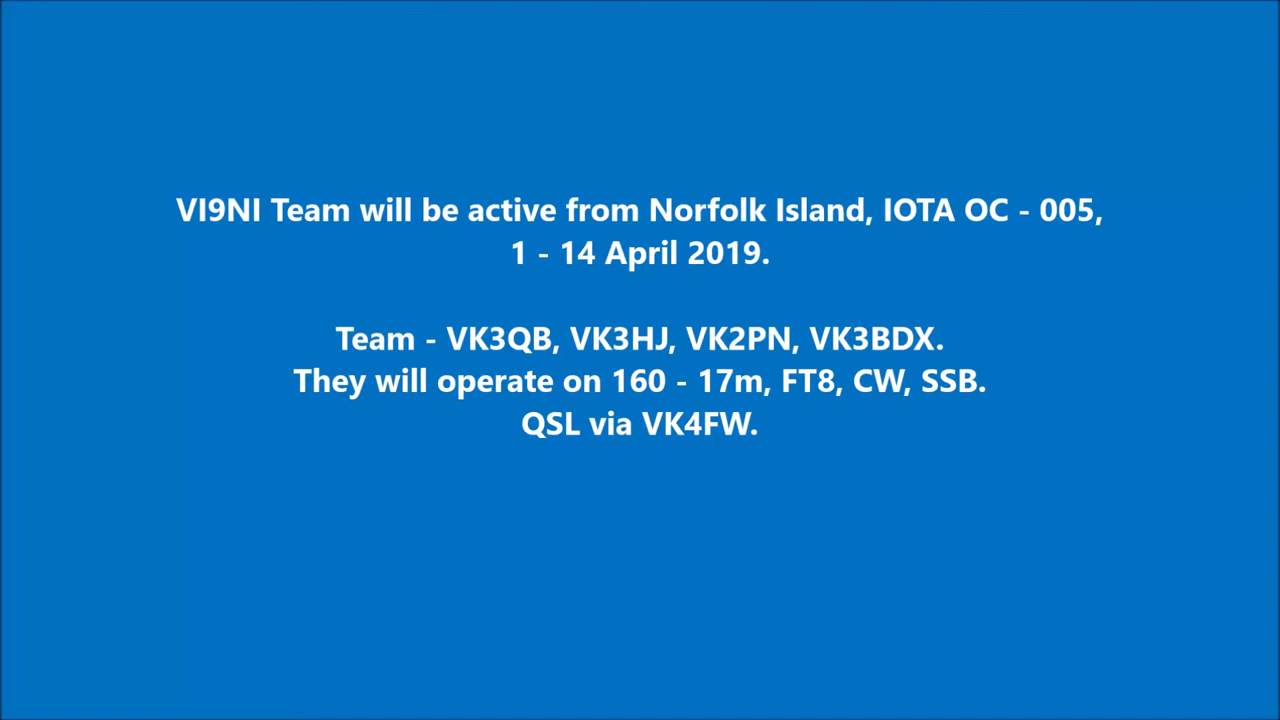 VI9NI Team will be active from Norfolk Island, IOTA OC - 005,
1 - 14 April 2019.
Team - VK3QB, VK3HJ, VK2PN, VK3BDX.
They will operate on 160 - 17m, FT8, CW, SSB.
QSL via VK4FW.